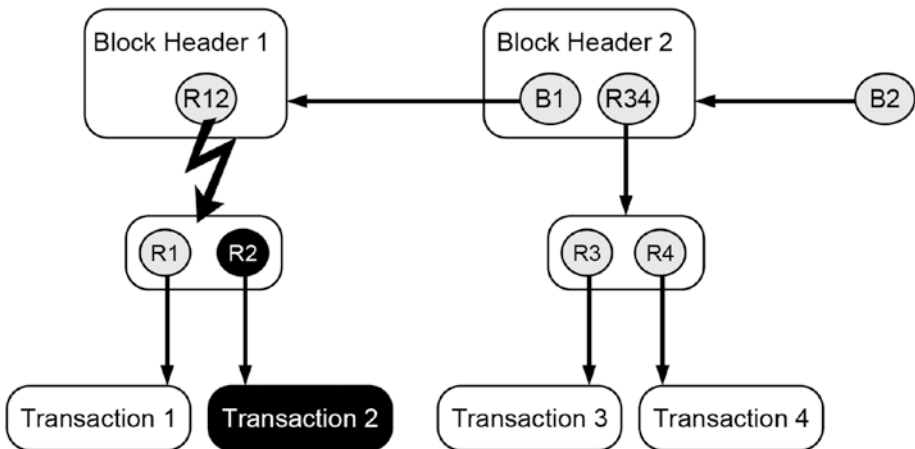 Block Header 1
Block Header 2
R12
B1
R34
B2
R1
R2
R3
R4
Transaction 1
Transaction 2
Transaction 3
Transaction 4